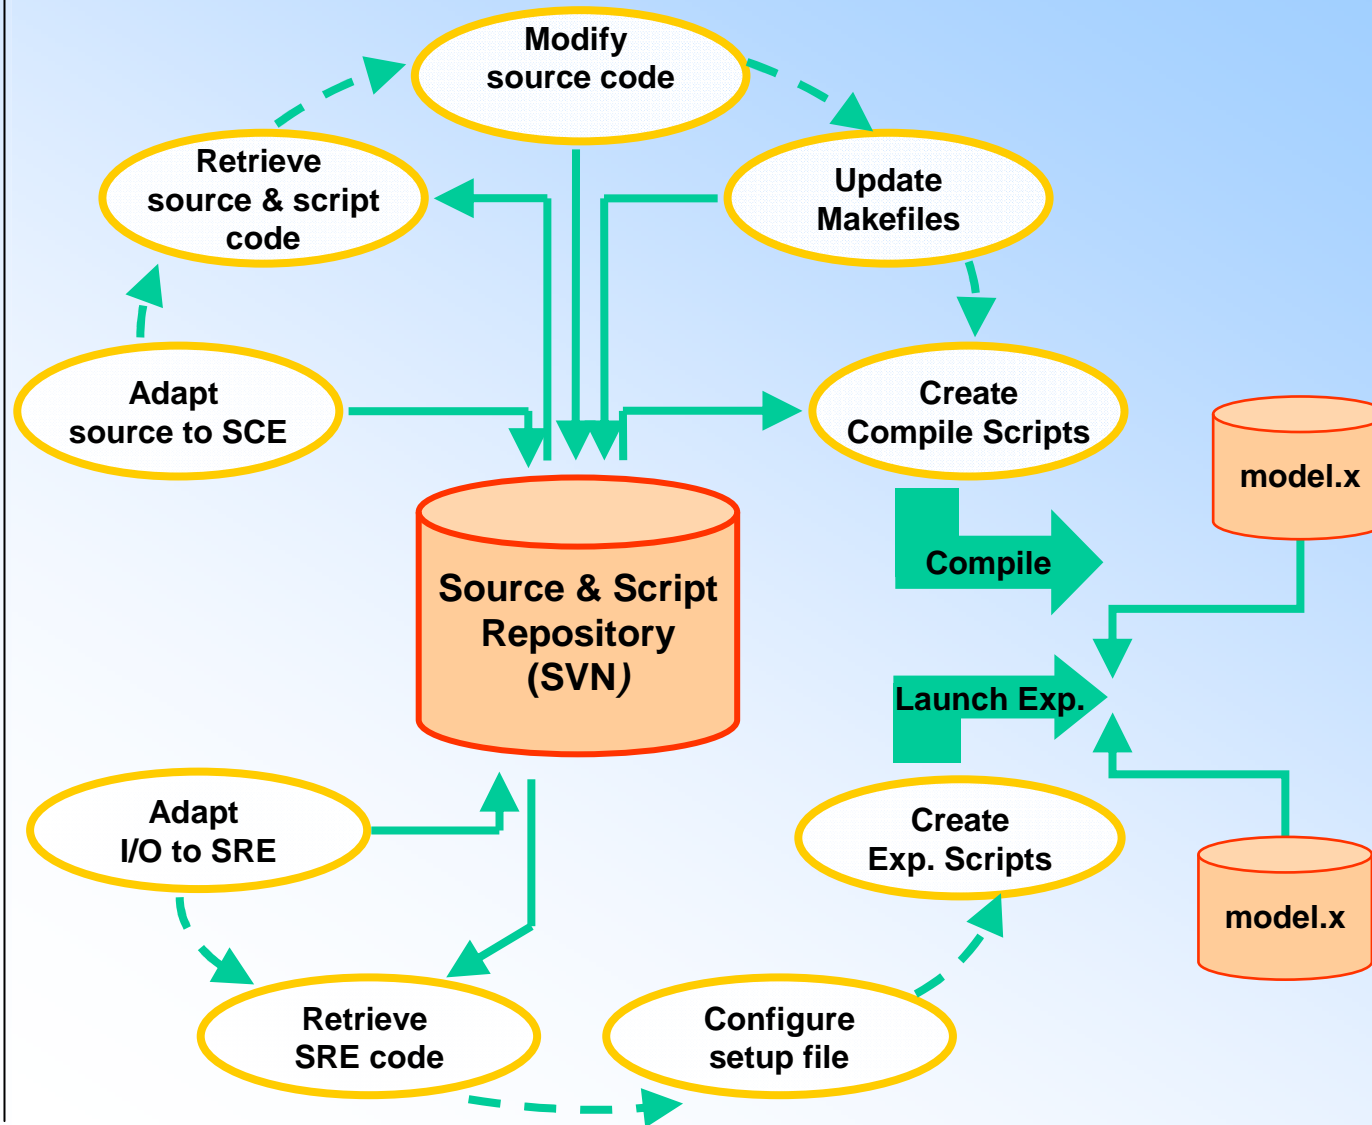 Modify
source code
Retrieve
source & script
code
Update
Makefiles
Adapt
source to SCE
Create
Compile Scripts
model.x
Compile
Source & Script
Repository
(SVN)
Launch Exp.
Adapt
I/O to SRE
Create
Exp. Scripts
model.x
Retrieve
SRE code
Configure
setup file